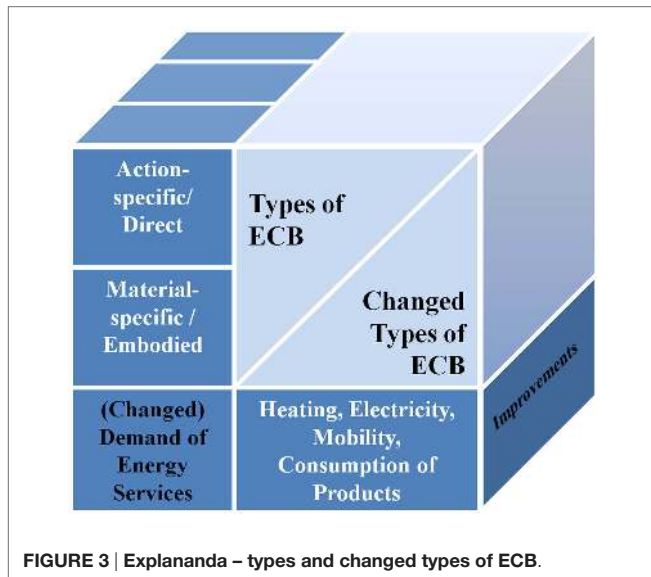 Action-
specific/
Direct
Types of
ECB
Material-
specific /
Embodied
Changed
Types of
ECB
(Changed)
Demand of
Energy
Services
Heating, Electricity,
Mobility,
Consumption of
Products
Improvements
FIGURE 3 | Explananda – types and changed types of ECB.